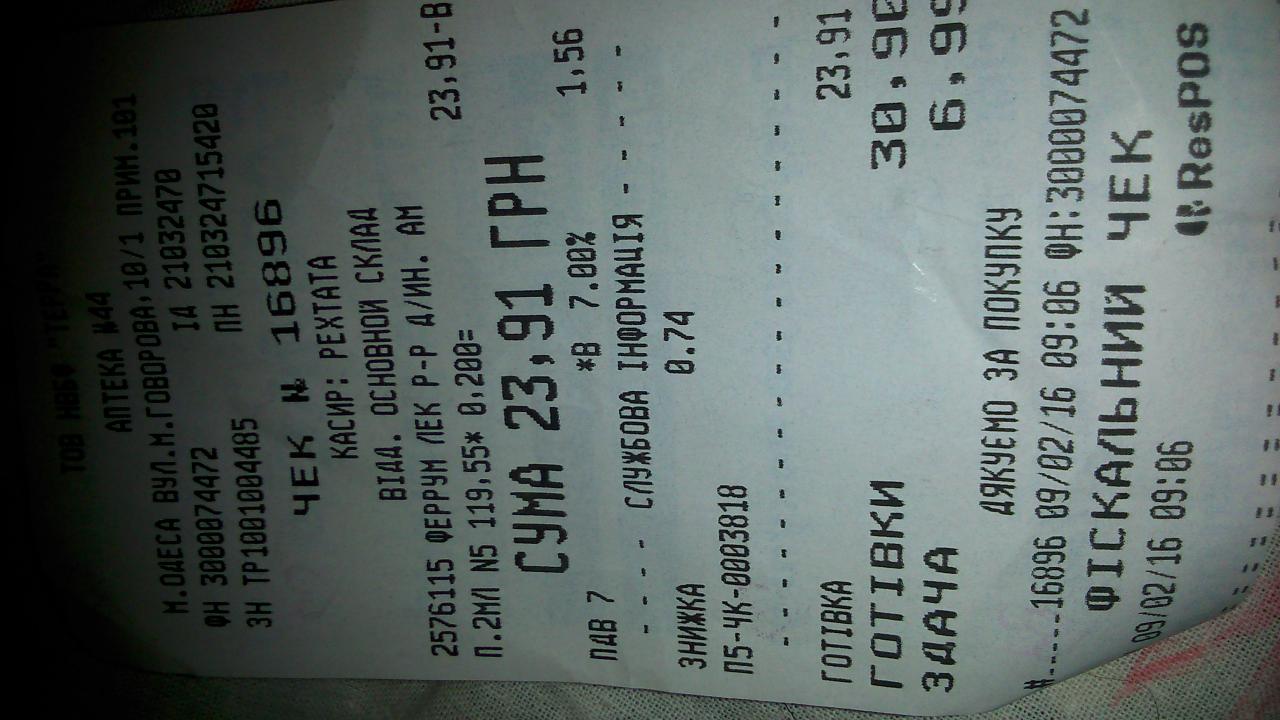 ТОВ НВФ "ТЕРРА"
АПТЕКА №44
М.ОДЕСА ВУЛ.М.ГОВОРОВА,10/1 ПРИМ.101
ФН 3000074472 ІД 21032470
ЗН ТР1001004485 ПН 210324715420
ЧЕК № 16896
КАСИР: РЕХТАТА
ВІДД. ОСНОВНОЙ СКЛАД
2576115 ФЕРРУМ ЛЕК Р-Р Д/ИН. АМ
П.2МЛ N5 119,55* 0,200= 23,91-В
СУМА 23,91 ГРН
ПДВ 7 *В 7.00% 1,56
- - - - СЛУЖБОВА ІНФОРМАЦІЯ - - - - -
ЗНИЖКА 0.74
П5-ЧК-0003818
- - - - - - - - - - - - - - - - - -
ГОТІВКА 23,91
ГОТІВКИ 30,90
ЗДАЧА 6,99
ДЯКУЄМО ЗА ПОКУПКУ
#-----16896 09/02/16 09:06 ФН:3000074472
ФІСКАЛЬНИЙ ЧЕК
09/02/16 09:06 ResPOS